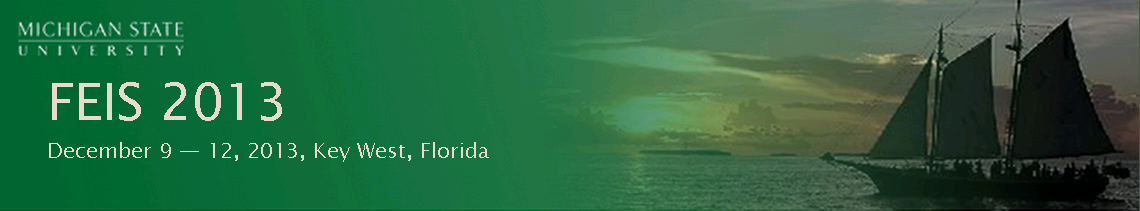 MICHIGAN STATE
UNIVERSITY
FEIS 2013
December 9 — 12, 2013, Key West, Florida